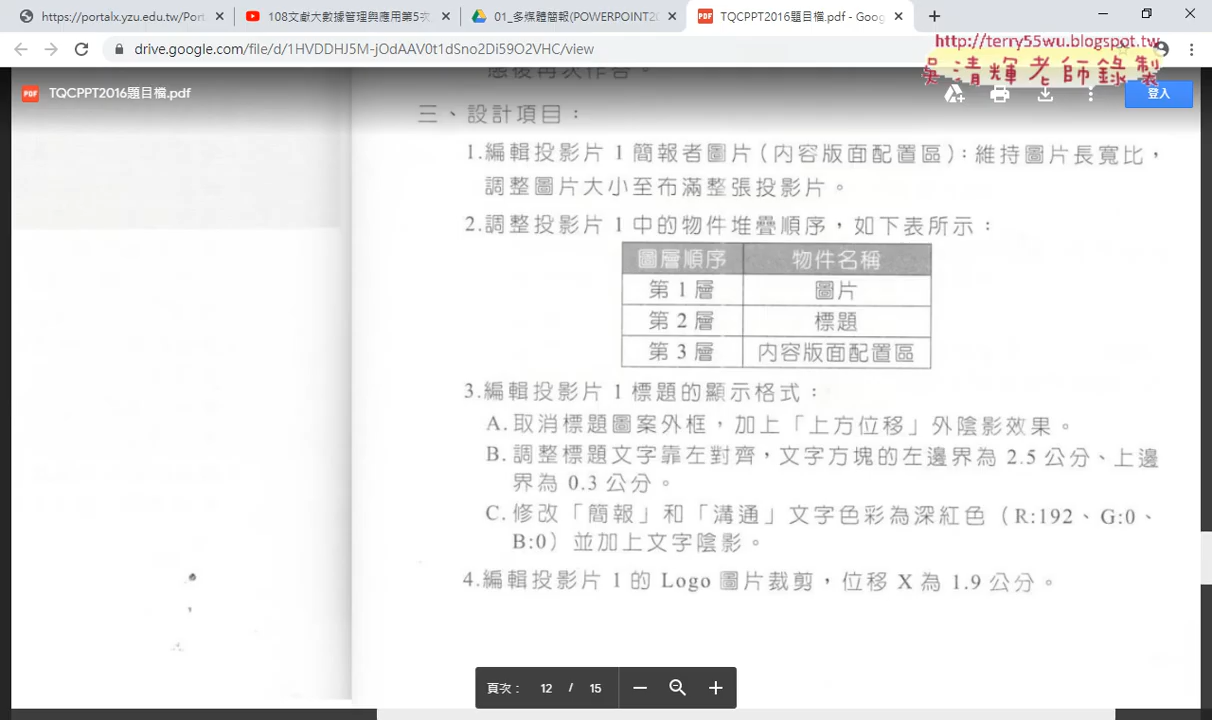 https://portalx.yzu.edu.tw/Port
108文獻大數據管理與應用第5次
01_多媒體簡報(POWERPOINT20
TQCPPT2016題目檔.pdf - Goog
drive.google.com/file/d/1HVDDHJ5M-jOdAAV0t1dSno2Di59O2VHC/view
http://terry55wu.blogspot.tw
吳清輝老師錄製
PDF TQCPPT2016題目檔.pdf
登入
態後再次作答。
三、設計項目：
1.編輯投影片 1 簡報者圖片(內容版面配置區)：維持圖片長寬比，
調整圖片大小至布滿整張投影片。
2.調整投影片 1 中的物件堆疊順序，如下表所示：
圖層順序 物件名稱
第 1 層 圖片
第 2 層 標題
第 3 層 內容版面配置區
3.編輯投影片 1 標題的顯示格式：
A.取消標題圖案外框，加上「上方位移」外陰影效果。
B.調整標題文字靠左對齊，文字方塊的左邊界為 2.5 公分、上邊
界為 0.3 公分。
C.修改「簡報」和「溝通」文字色彩為深紅色（R:192、G:0、
B:0）並加上文字陰影。
4.編輯投影片 1 的 Logo 圖片裁剪，位移 X 為 1.9 公分。
頁次： 12 / 15